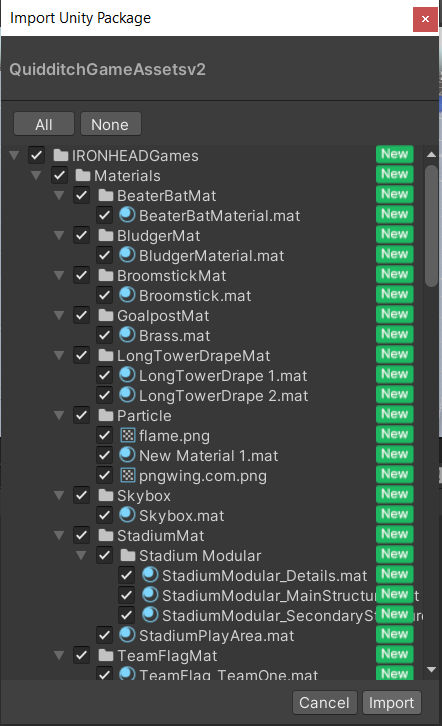 Import Unity Package
QuidditchGameAssetsv2
All None
IRONHEADGames New
Materials New
BeaterBatMat New
BeaterBatMaterial.mat New
BludgerMat New
BludgerMaterial.mat New
BroomstickMat New
Broomstick.mat New
GoalpostMat New
Brass.mat New
LongTowerDrapeMat New
LongTowerDrape 1.mat New
LongTowerDrape 2.mat New
Particle New
flame.png New
New Material 1.mat New
pngwing.com.png New
Skybox New
Skybox.mat New
StadiumMat New
Stadium Modular New
StadiumModular_Details.mat New
StadiumModular_MainStructur New
StadiumModular_SecondarySt New
StadiumPlayArea.mat New
TeamFlagMat New
TeamFlag_TeamOne.mat New
Cancel Import